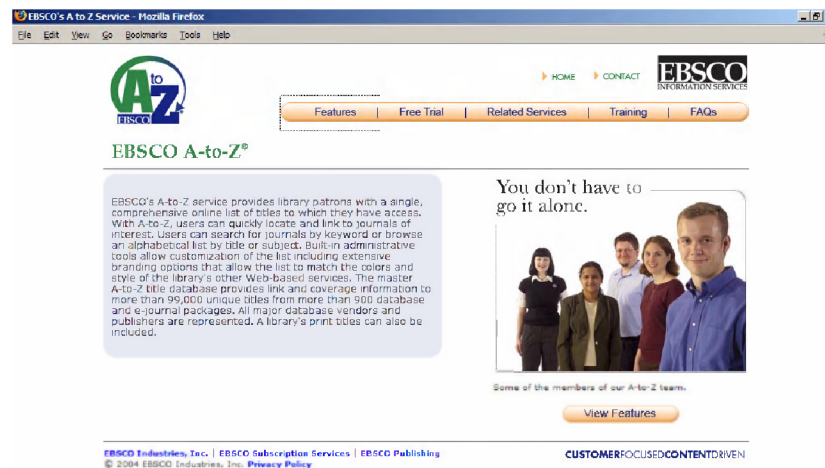 EBSCO's A to Z Service - Mozilla Firefox
File Edit View Go Bookmarks Tools Help
A to Z
EBSCO
HOME CONTACT
EBSCO
INFORMATION SERVICES
Features | Free Trial | Related Services | Training | FAQs
EBSCO A-to-Z®
EBSCO's A-to-Z service provides library patrons with a single,
comprehensive online list of titles to which they have access.
With A-to-Z, users can quickly locate and link to journals of
interest. Users can search for journals by keyword or browse
an alphabetical list by title or subject. Built-in administrative
tools allow customization of the list including extensive
branding options that allow the list to match the colors and
style of the library's other Web-based services. The master
A-to-Z title database provides link and coverage information to
more than 99,000 unique titles from more than 900 database
and e-journal packages. All major database vendors and
publishers are represented. A library's print titles can also be
included.
You don't have to
go it alone.
Some of the members of our A-to-Z team.
View Features
EBSCO Industries, Inc. | EBSCO Subscription Services | EBSCO Publishing
© 2004 EBSCO Industries, Inc. Privacy Policy
CUSTOMERFOCUSEDCONTENTDRIVEN